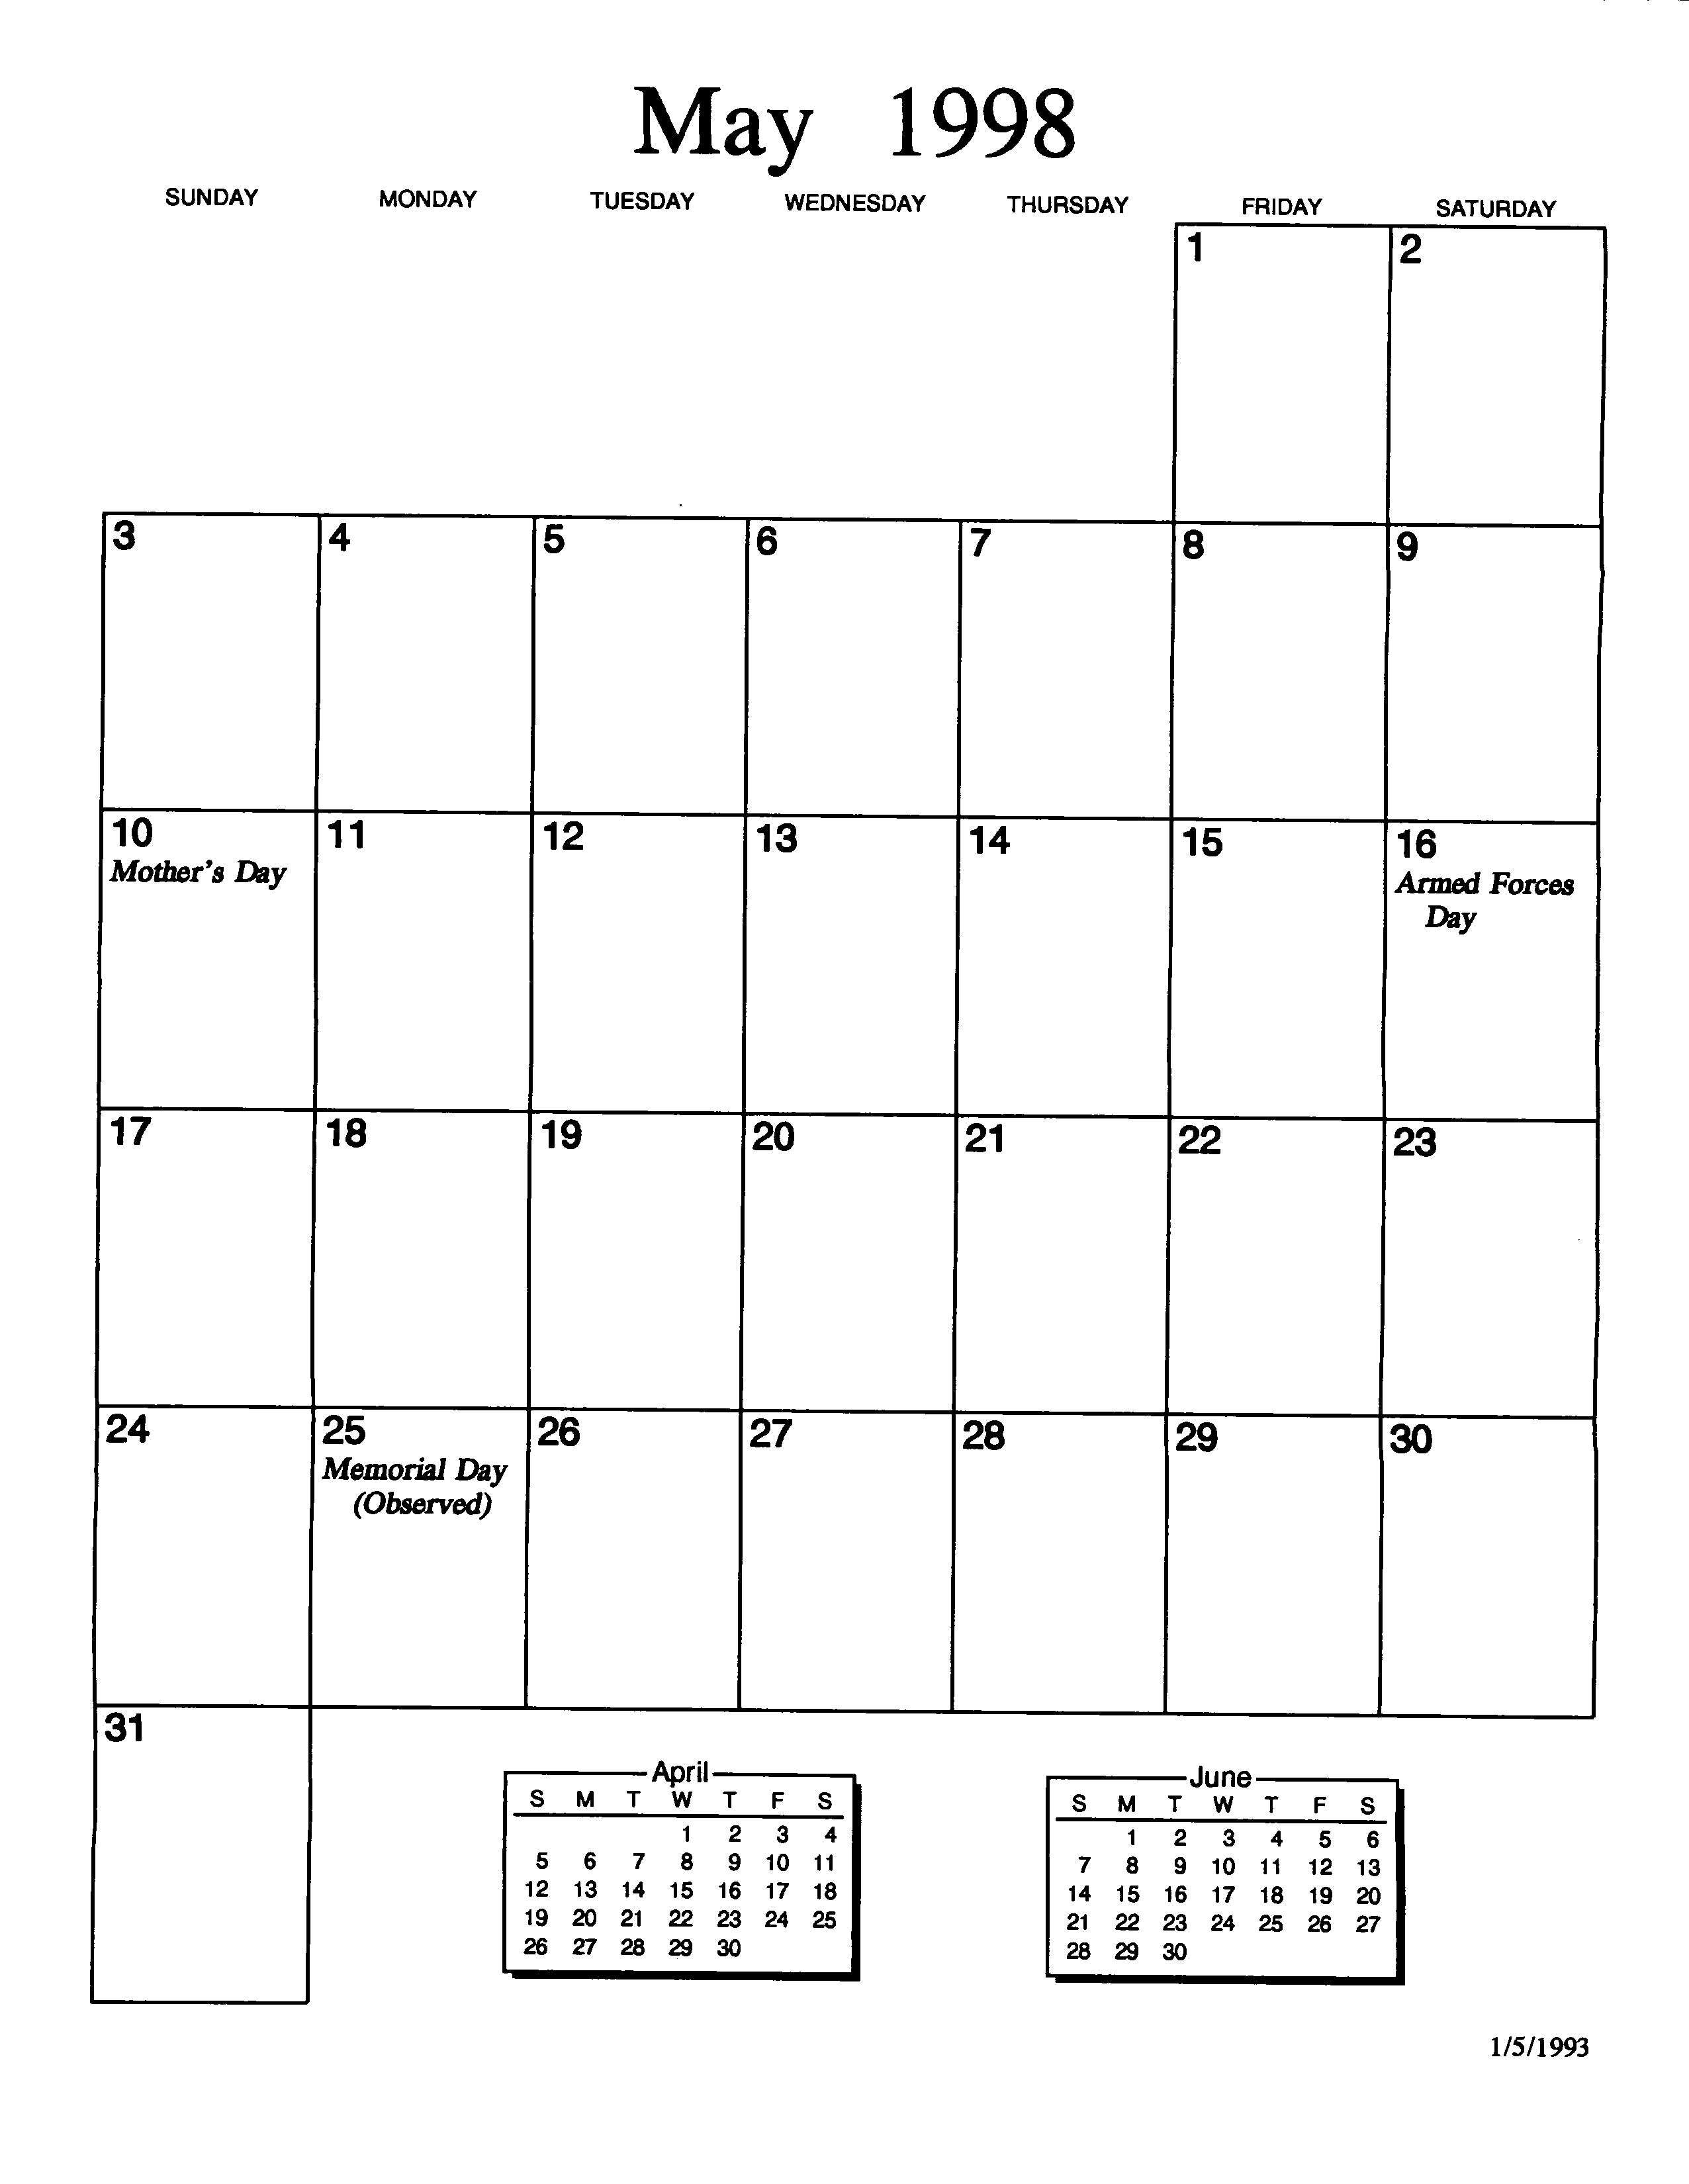 May 1998
SUNDAY MONDAY TUESDAY WEDNESDAY THURSDAY FRIDAY SATURDAY
1 2
3 4 5 6 7 8 9
10 11 12 13 14 15 16
Mother's Day Armed Forces
Day
17 18 19 20 21 22 23
24 25 26 27 28 29 30
Memorial Day
(Observed)
31
April
S M T W T F S
1 2 3 4
5 6 7 8 9 10 11
12 13 14 15 16 17 18
19 20 21 22 23 24 25
26 27 28 29 30
June
S M T W T F S
1 2 3 4 5 6
7 8 9 10 11 12 13
14 15 16 17 18 19 20
21 22 23 24 25 26 27
28 29 30
1/5/1993